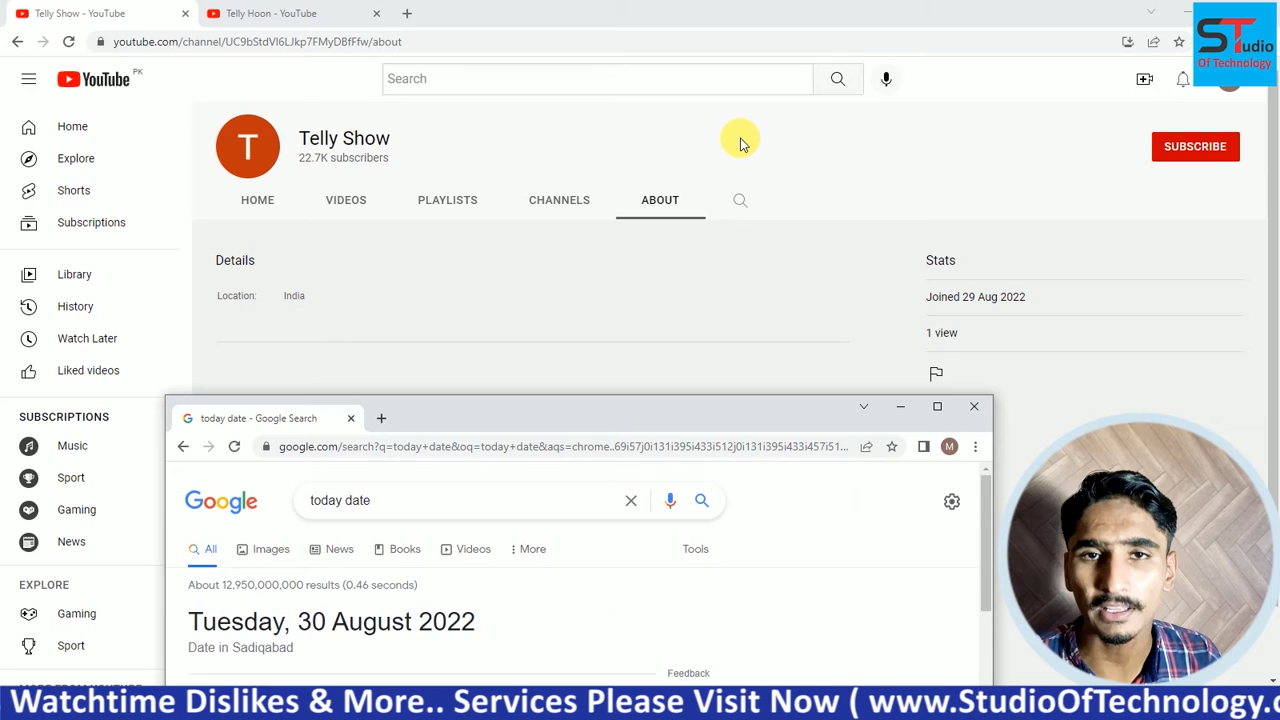 Telly Show - YouTube
Telly Hoon - YouTube
STudio
Of Technology
youtube.com/channel/UC9bStdVI6LJkp7FMyDBfFfw/about
YouTube PK
Search
Home
Explore
Shorts
Subscriptions
Library
History
Watch Later
Liked videos
SUBSCRIPTIONS
Music
Sport
Gaming
News
EXPLORE
Gaming
Sport
T
Telly Show
22.7K subscribers
SUBSCRIBE
HOME VIDEOS PLAYLISTS CHANNELS ABOUT
Details
Location: India
Stats
Joined 29 Aug 2022
1 view
today date - Google Search
google.com/search?q=today+date&oq=today+date&aqs=chrome..69i57j0i131i395i433i512j0i131i395i433i457i51...
M
Google
today date
All Images News Books Videos More Tools
About 12,950,000,000 results (0.46 seconds)
Tuesday, 30 August 2022
Date in Sadiqabad
Feedback
Watchtime Dislikes & More.. Services Please Visit Now ( www.StudioOfTechnology.c